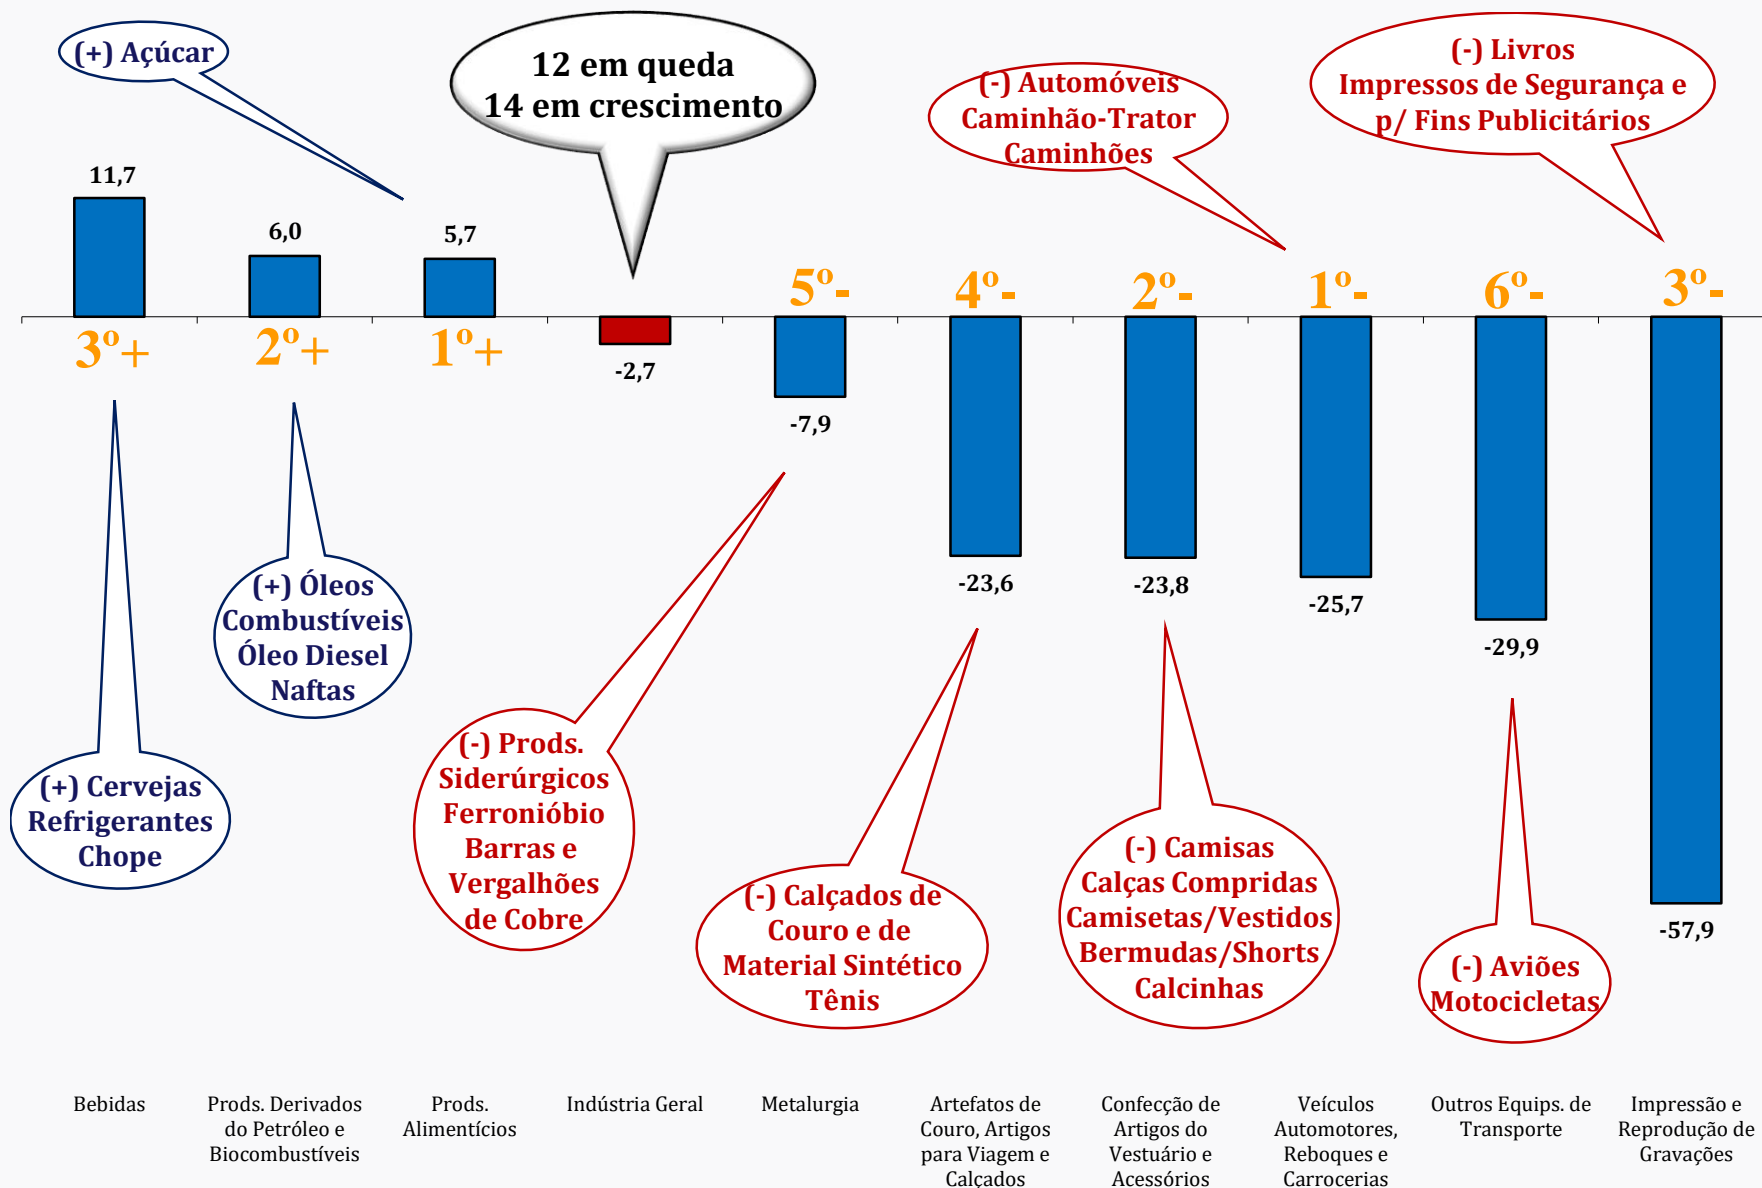 (+) Açúcar
12 em queda
14 em crescimento
(-) Automóveis
Caminhão-Trator
Caminhões
(-) Livros
Impressos de Segurança e
p/ Fins Publicitários
11,7
6,0
5,7
-2,7
-7,9
-23,6
-23,8
-25,7
-29,9
-57,9
3º+
2º+
1º+
5º-
4º-
2º-
1º-
6º-
3º-
(+) Cervejas
Refrigerantes
Chope
(+) Óleos
Combustíveis
Óleo Diesel
Naftas
(-) Prods.
Siderúrgicos
Ferronióbio
Barras e
Vergalhões
de Cobre
(-) Calçados de
Couro e de
Material Sintético
Tênis
(-) Camisas
Calças Compridas
Camisetas/Vestidos
Bermudas/Shorts
Calcinhas
(-) Aviões
Motocicletas
Bebidas
Prods. Derivados
do Petróleo e
Biocombustíveis
Prods.
Alimentícios
Indústria Geral
Metalurgia
Artefatos de
Couro, Artigos
para Viagem e
Calçados
Confecção de
Artigos do
Vestuário e
Acessórios
Veículos
Automotores,
Reboques e
Carrocerias
Outros Equips. de
Transporte
Impressão e
Reprodução de
Gravações